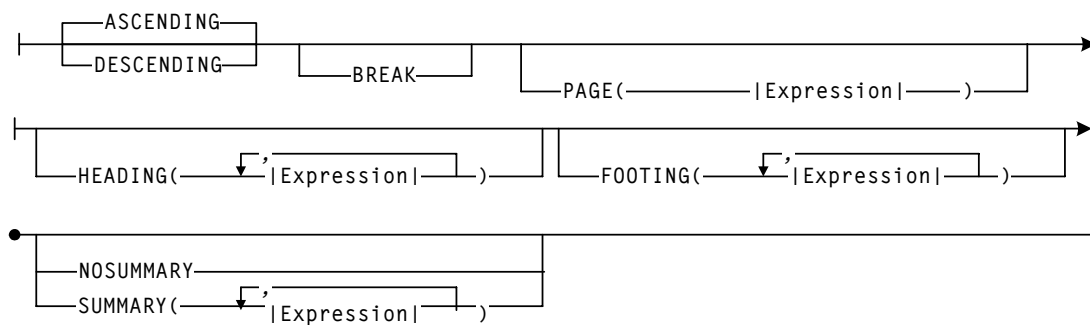 ASCENDING
DESCENDING
BREAK
PAGE( |Expression| )
HEADING( , |Expression| )
FOOTING( , |Expression| )
NOSUMMARY
SUMMARY( , |Expression| )